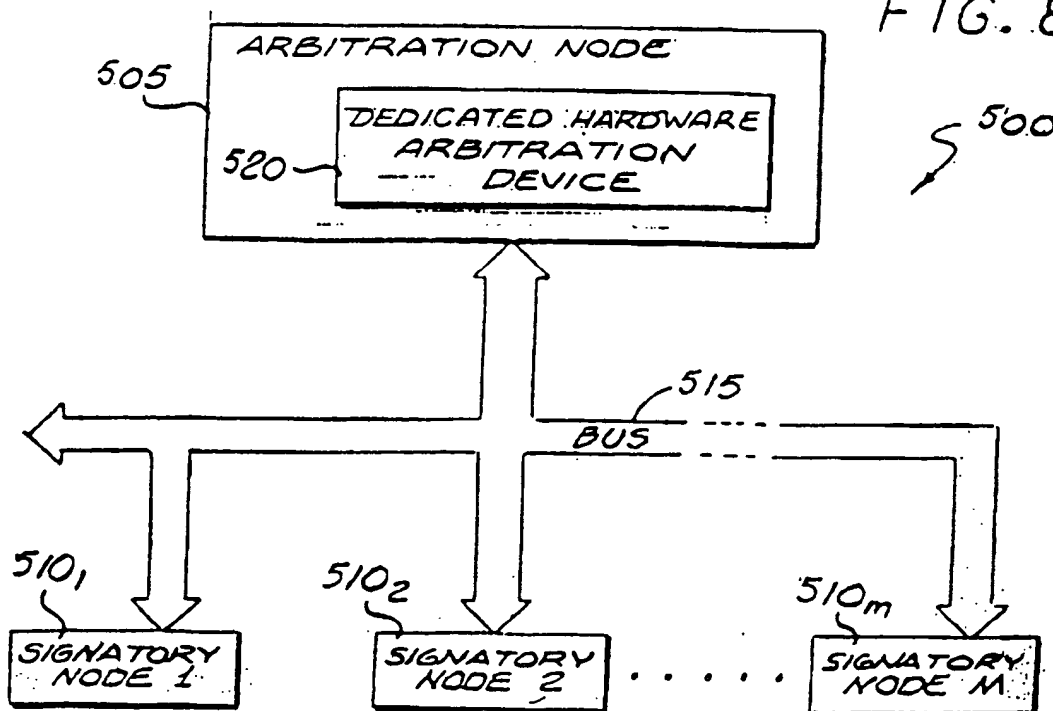 FIG. 8
ARBITRATION NODE
505
DEDICATED HARDWARE
ARBITRATION
DEVICE
520
500
515
BUS
510₁
510₂
510ₘ
SIGNATORY
NODE 1
SIGNATORY
NODE 2
. . . . . .
SIGNATORY
NODE M